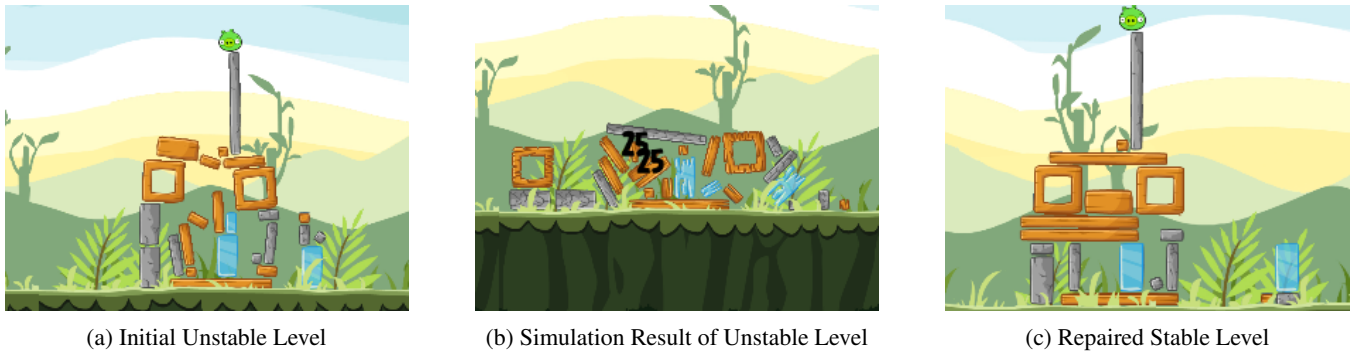 25
25
(a) Initial Unstable Level
(b) Simulation Result of Unstable Level
(c) Repaired Stable Level